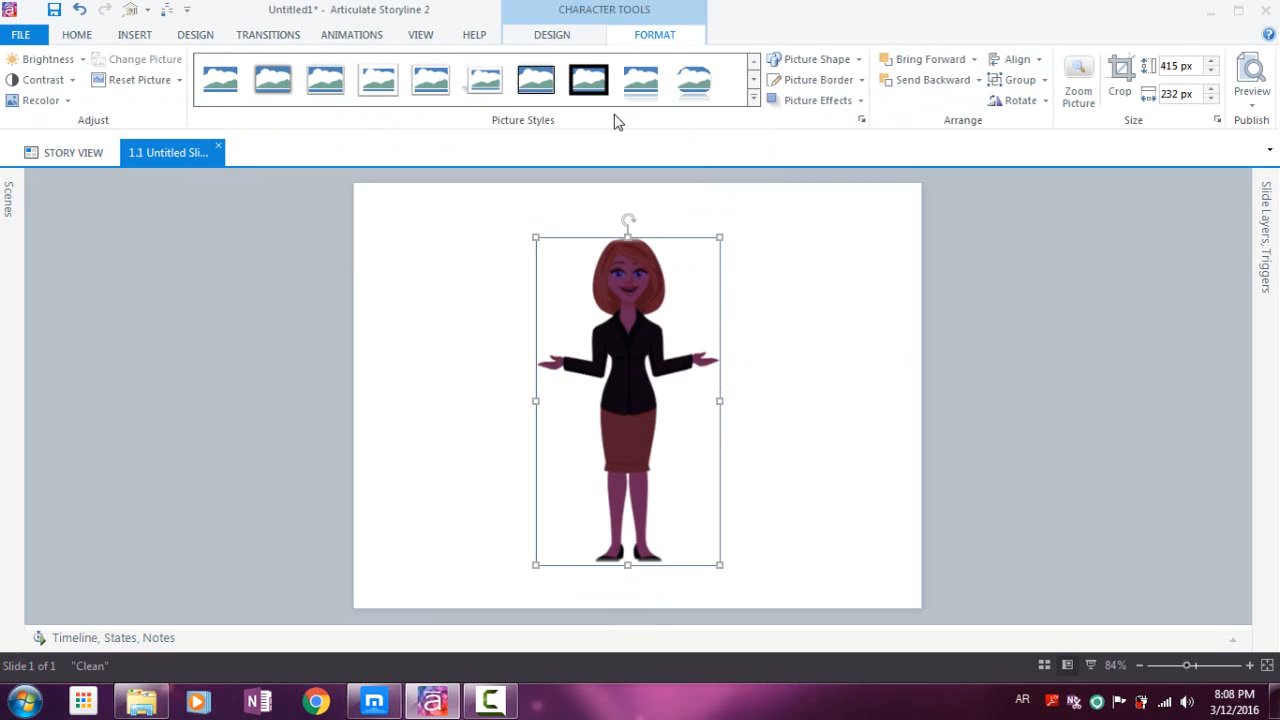 Untitled1* - Articulate Storyline 2
CHARACTER TOOLS
FILE HOME INSERT DESIGN TRANSITIONS ANIMATIONS VIEW HELP DESIGN FORMAT
Brightness Change Picture
Contrast Reset Picture
Recolor
Adjust
Picture Styles
Picture Shape
Picture Border
Picture Effects
Bring Forward Align
Send Backward Group
Rotate
Arrange
Zoom Picture
Crop
415 px
232 px
Size
Preview
Publish
STORY VIEW
1.1 Untitled Sli...
Scenes
Slide Layers, Triggers
Timeline, States, Notes
Slide 1 of 1 "Clean" 84%
AR
8:08 PM
3/12/2016